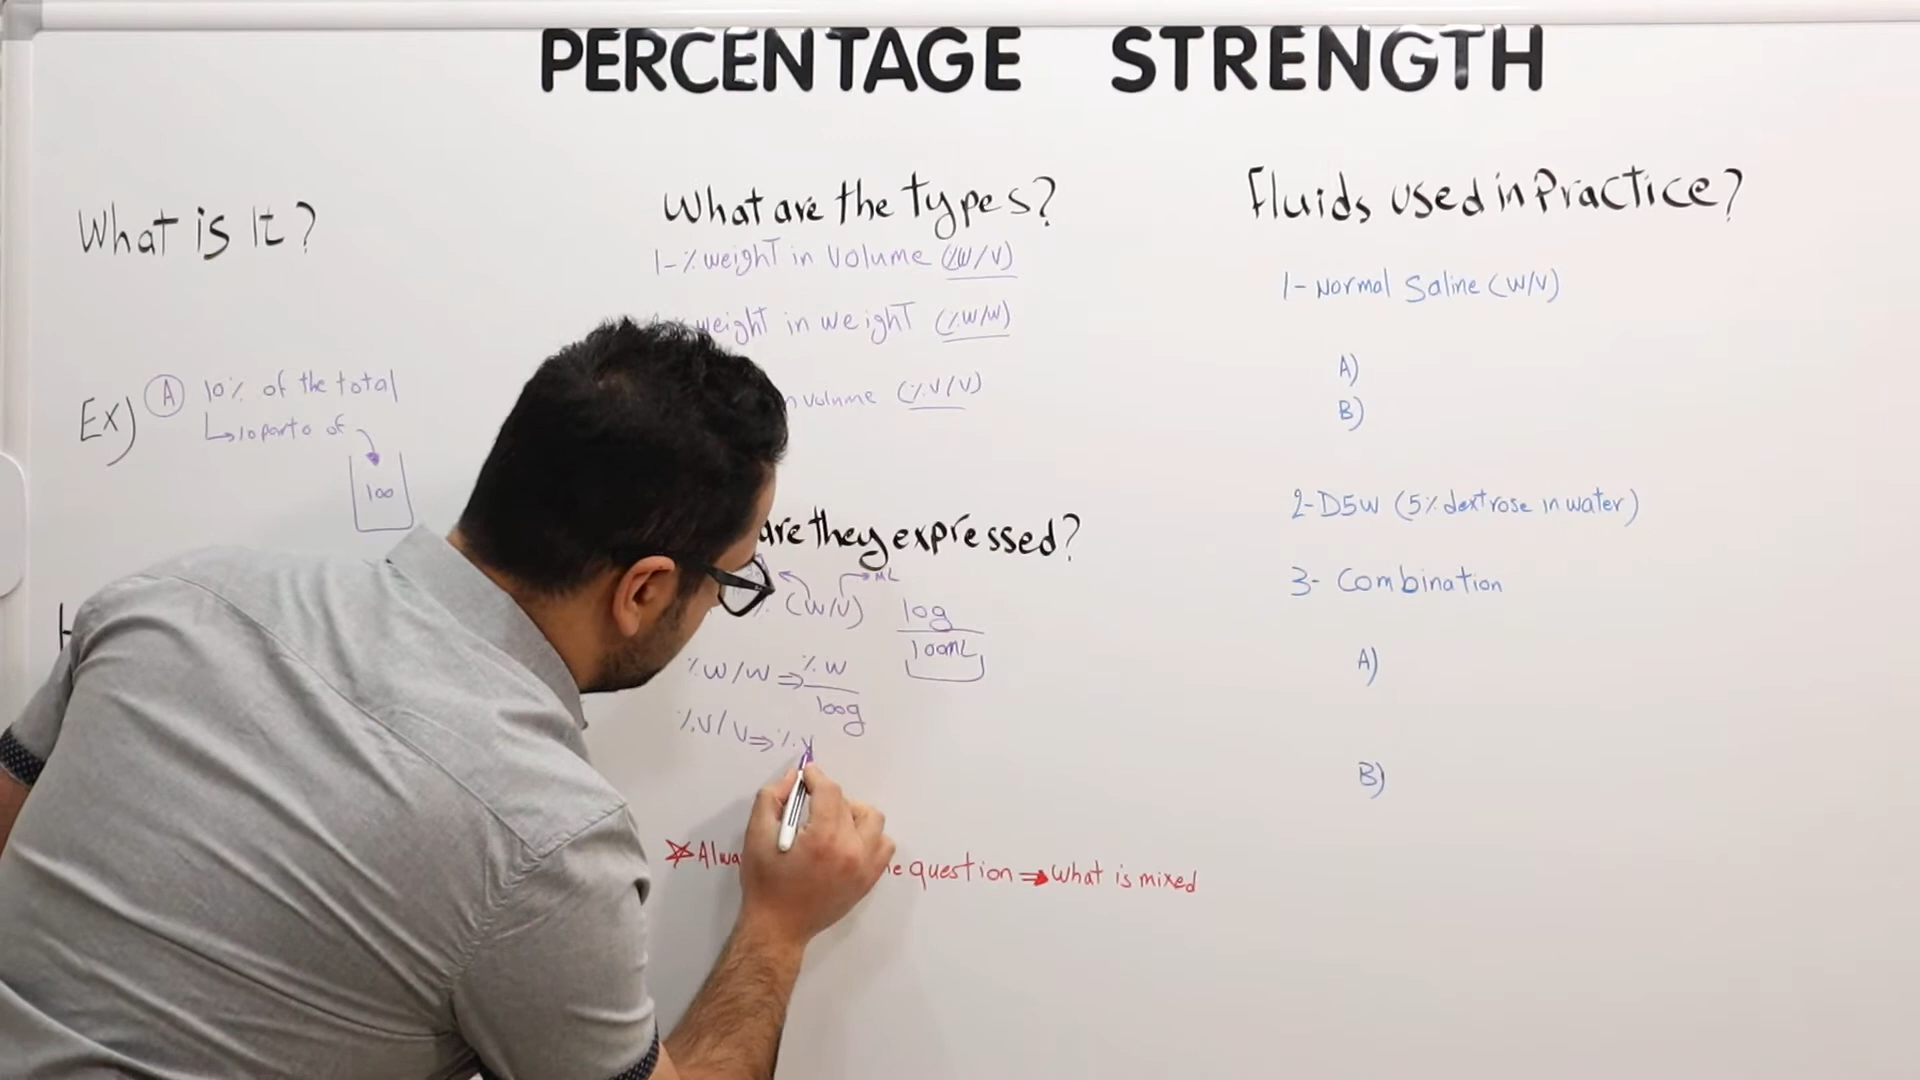 PERCENTAGE STRENGTH
What is It?
Ex) A 10% of the total
10 parts of
100
What are the types?
1-% weight in Volume (%W/V)
weight in weight (%W/W)
n volume (%V/V)
are they expressed?
ML
% (W/V)
10g
100mL
%W/W ⇒ %W
100g
%V/V ⇒ %V
☆Alwa e question ⇒ What is mixed
Fluids used in Practice?
1- Normal Saline (W/V)
A)
B)
2- D5W (5% dextrose in water)
3- Combination
A)
B)